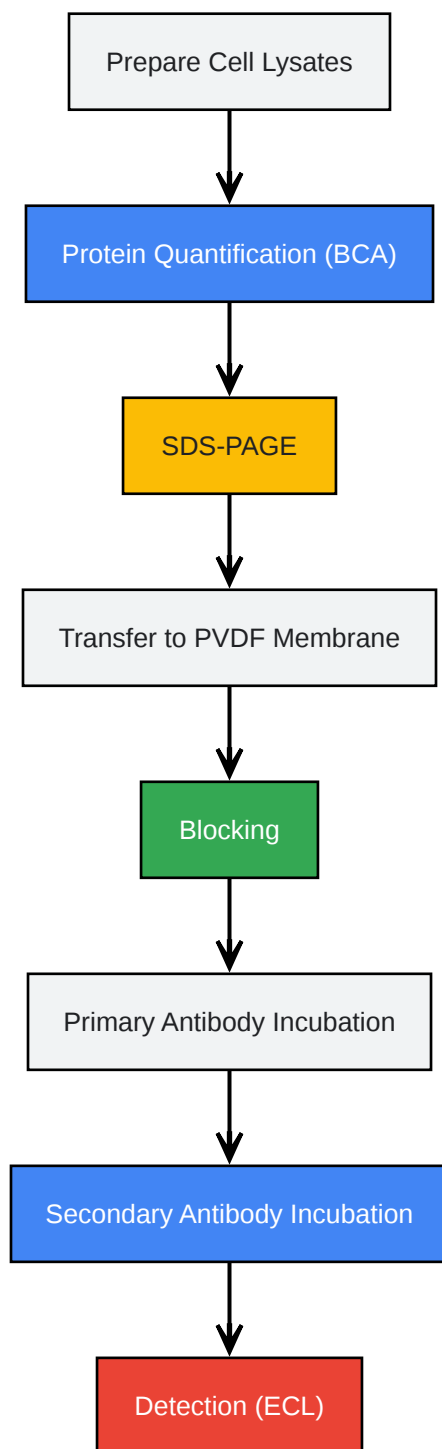 Prepare Cell Lysates
Protein Quantification (BCA)
SDS-PAGE
Transfer to PVDF Membrane
Blocking
Primary Antibody Incubation
Secondary Antibody Incubation
Detection (ECL)